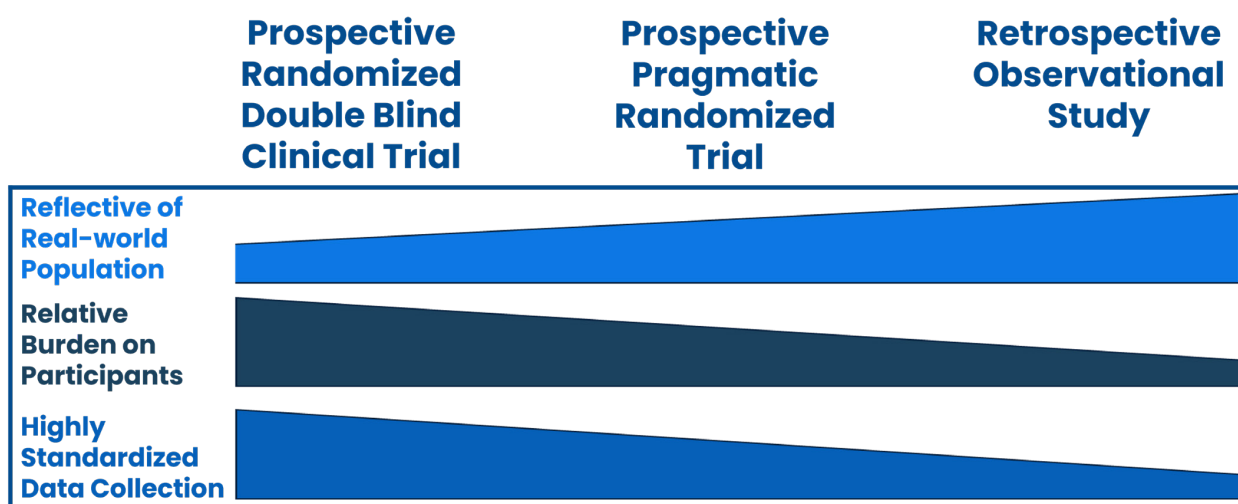 Prospective
Randomized
Double Blind
Clinical Trial
Prospective
Pragmatic
Randomized
Trial
Retrospective
Observational
Study
Reflective of
Real-world
Population
Relative
Burden on
Participants
Highly
Standardized
Data Collection